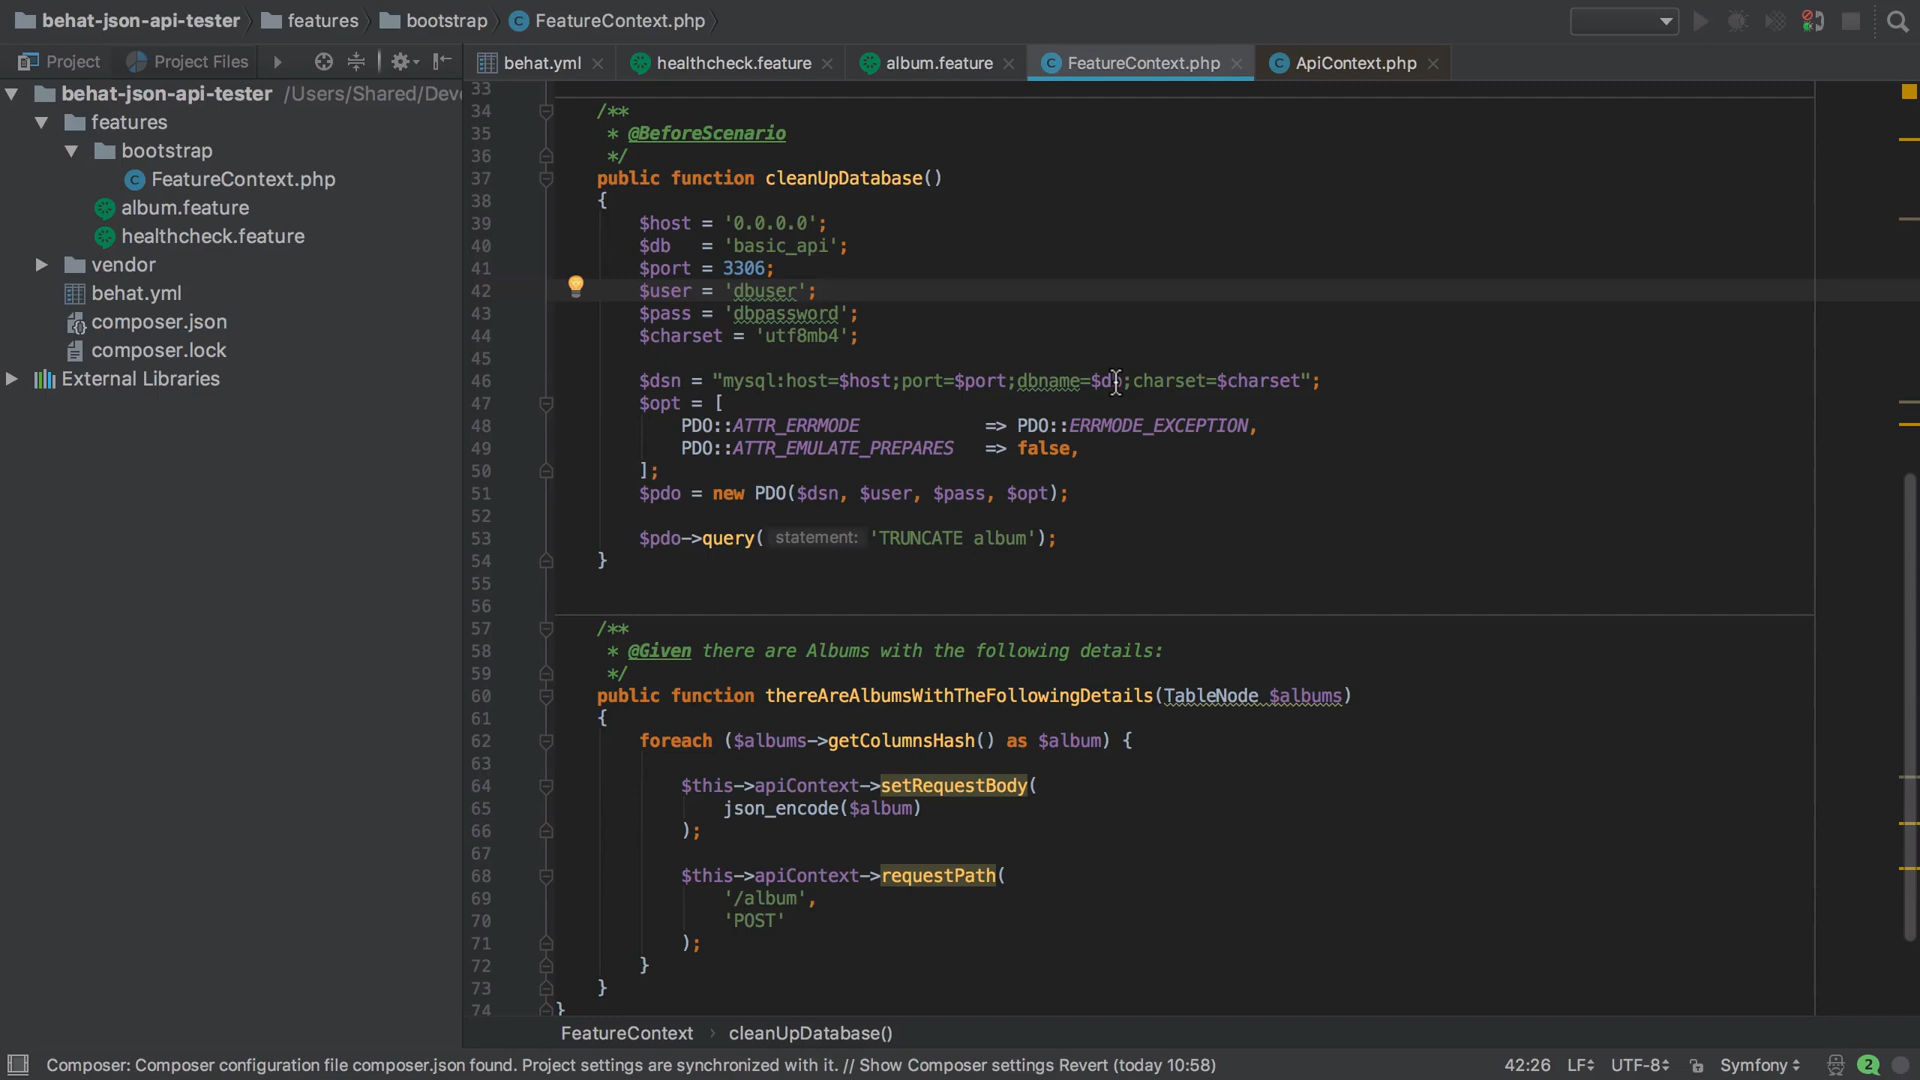 behat-json-api-tester features bootstrap FeatureContext.php
Project Project Files behat.yml healthcheck.feature album.feature FeatureContext.php ApiContext.php
behat-json-api-tester /Users/Shared/Deve
features
bootstrap
FeatureContext.php
album.feature
healthcheck.feature
vendor
behat.yml
composer.json
composer.lock
External Libraries
33
34 /**
35 * @BeforeScenario
36 */
37 public function cleanUpDatabase()
38 {
39 $host = '0.0.0.0';
40 $db = 'basic_api';
41 $port = 3306;
42 $user = 'dbuser';
43 $pass = 'dbpassword';
44 $charset = 'utf8mb4';
45
46 $dsn = "mysql:host=$host;port=$port;dbname=$db;charset=$charset";
47 $opt = [
48 PDO::ATTR_ERRMODE => PDO::ERRMODE_EXCEPTION,
49 PDO::ATTR_EMULATE_PREPARES => false,
50 ];
51 $pdo = new PDO($dsn, $user, $pass, $opt);
52
53 $pdo->query( statement: 'TRUNCATE album');
54 }
55
56
57 /**
58 * @Given there are Albums with the following details:
59 */
60 public function thereAreAlbumsWithTheFollowingDetails(TableNode $albums)
61 {
62 foreach ($albums->getColumnsHash() as $album) {
63
64 $this->apiContext->setRequestBody(
65 json_encode($album)
66 );
67
68 $this->apiContext->requestPath(
69 '/album',
70 'POST'
71 );
72 }
73 }
74 }
FeatureContext cleanUpDatabase()
Composer: Composer configuration file composer.json found. Project settings are synchronized with it. // Show Composer settings Revert (today 10:58) 42:26 LF UTF-8 Symfony 2